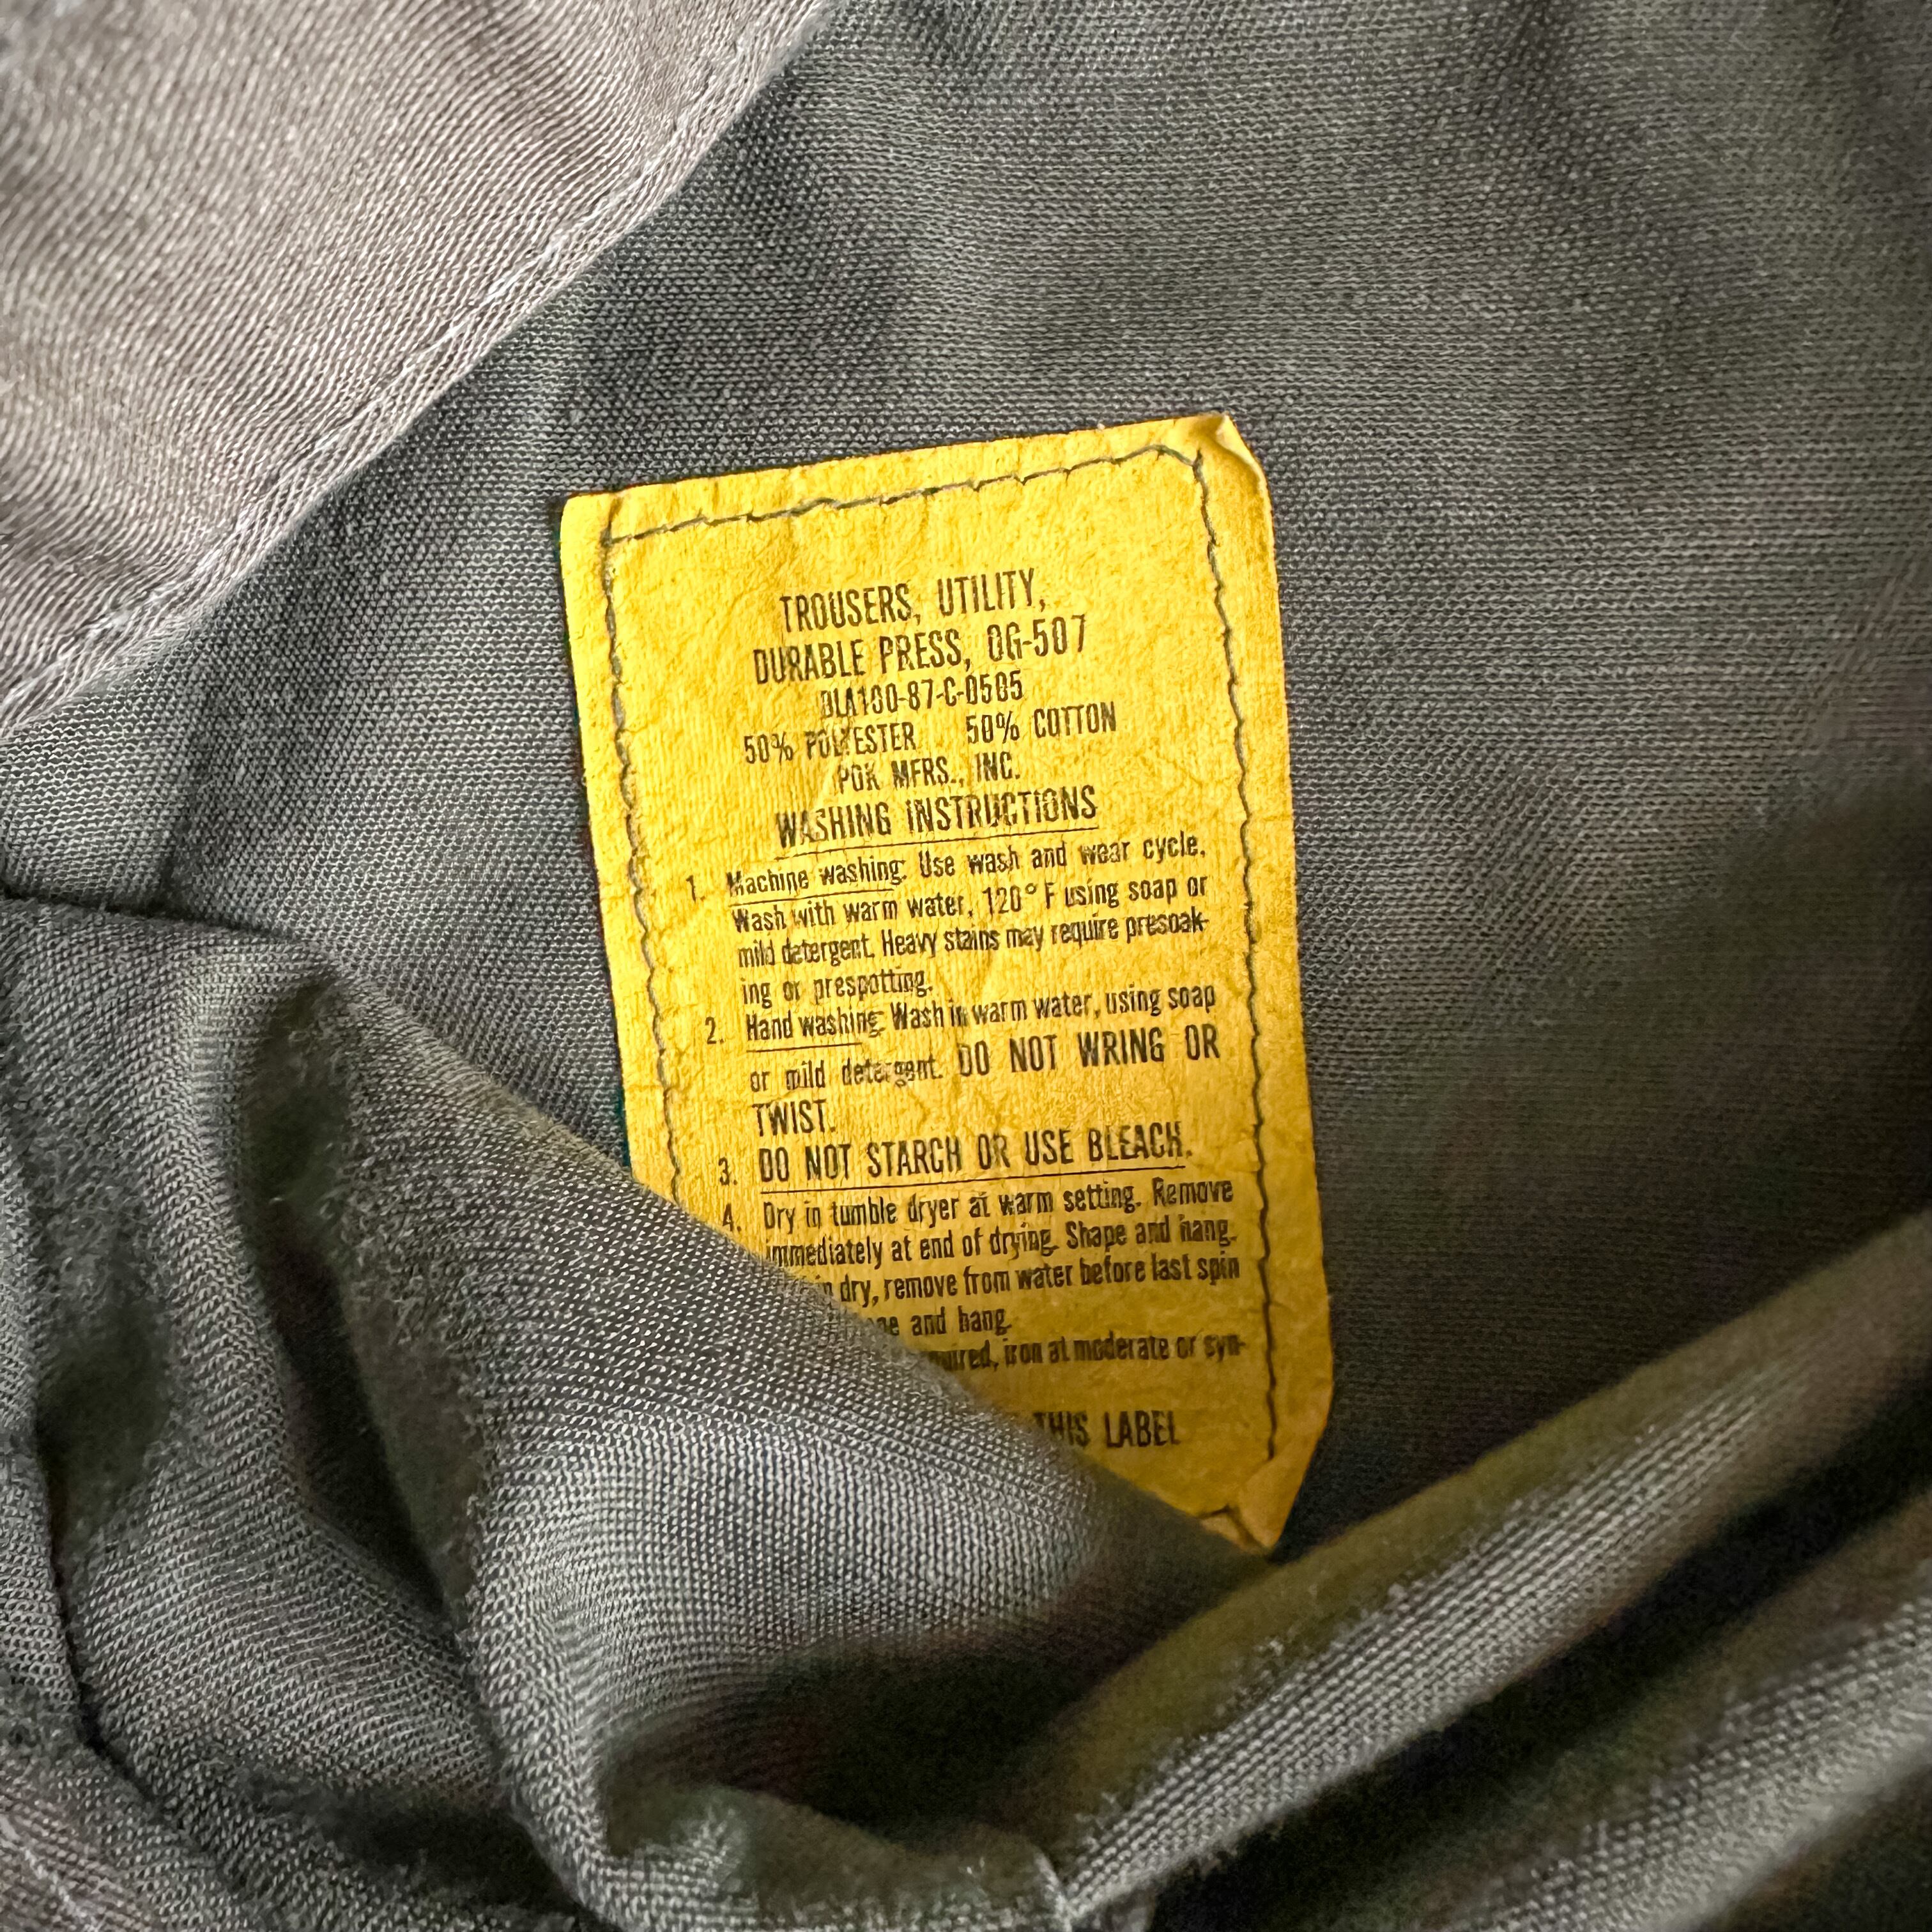 TROUSERS, UTILITY,
DURABLE PRESS, OG-507
DLA100-87-C-0585
50% POLYESTER 50% COTTON
PDK MFRS., INC.
WASHING INSTRUCTIONS
1. Machine washing: Use wash and wear cycle.
Wash with warm water, 120° F using soap or
mild detergent. Heavy stains may require presoak-
ing or prespotting.
2. Hand washing: Wash in warm water, using soap
or mild detergent. DO NOT WRING OR
TWIST.
3. DO NOT STARCH OR USE BLEACH.
4. Dry in tumble dryer at warm setting. Remove
immediately at end of drying. Shape and hang.
dry, remove from water before last spin
and hang.
iron at moderate or syn-
THIS LABEL